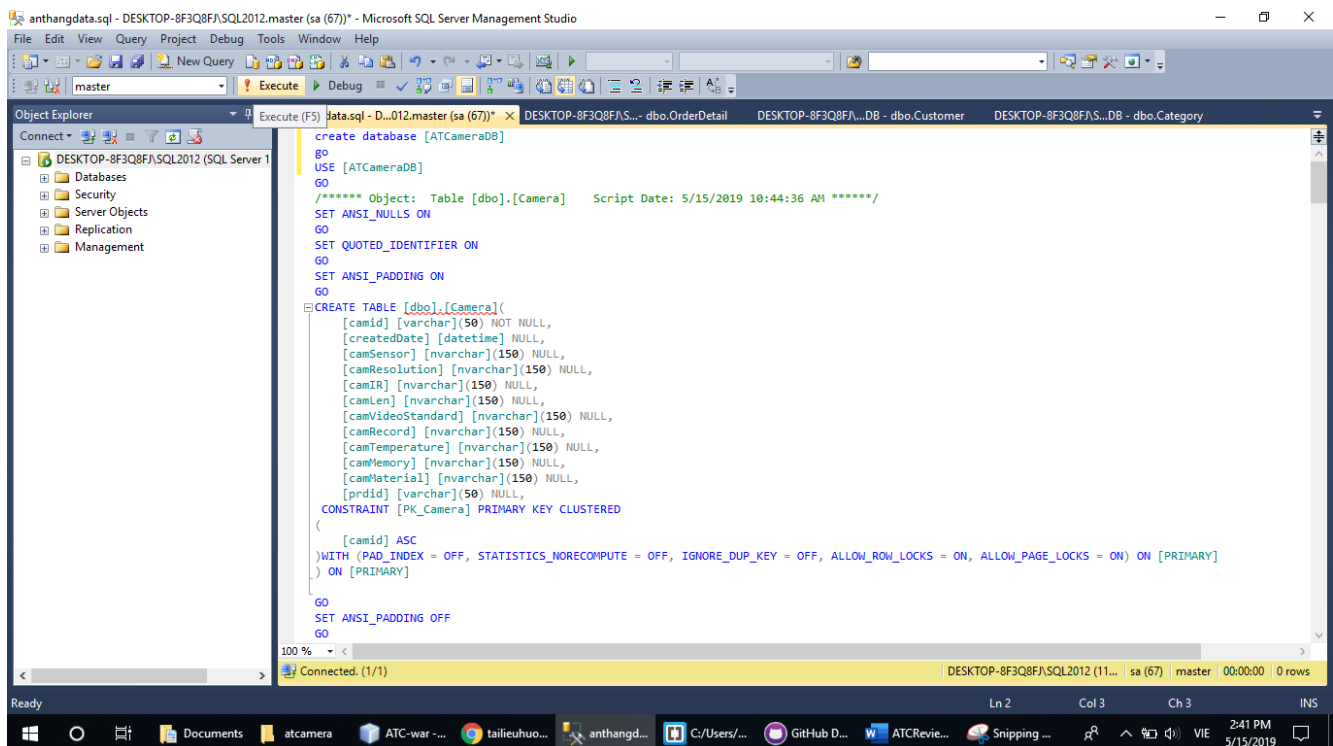 anthangdata.sql - DESKTOP-8F3Q8FJ\SQL2012.master (sa (67))* - Microsoft SQL Server Management Studio
File Edit View Query Project Debug Tools Window Help
New Query
master Execute Debug
Object Explorer
Execute (F5)
data.sql - D...012.master (sa (67))* DESKTOP-8F3Q8FJ\S...- dbo.OrderDetail DESKTOP-8F3Q8FJ\...DB - dbo.Customer DESKTOP-8F3Q8FJ\S...DB - dbo.Category
Connect
DESKTOP-8F3Q8FJ\SQL2012 (SQL Server 1
Databases
Security
Server Objects
Replication
Management
create database [ATCameraDB]
go
USE [ATCameraDB]
GO
/****** Object: Table [dbo].[Camera] Script Date: 5/15/2019 10:44:36 AM ******/
SET ANSI_NULLS ON
GO
SET QUOTED_IDENTIFIER ON
GO
SET ANSI_PADDING ON
GO
CREATE TABLE [dbo].[Camera](
[camid] [varchar](50) NOT NULL,
[createdDate] [datetime] NULL,
[camSensor] [nvarchar](150) NULL,
[camResolution] [nvarchar](150) NULL,
[camIR] [nvarchar](150) NULL,
[camLen] [nvarchar](150) NULL,
[camVideoStandard] [nvarchar](150) NULL,
[camRecord] [nvarchar](150) NULL,
[camTemperature] [nvarchar](150) NULL,
[camMemory] [nvarchar](150) NULL,
[camMaterial] [nvarchar](150) NULL,
[prdid] [varchar](50) NULL,
CONSTRAINT [PK_Camera] PRIMARY KEY CLUSTERED
(
[camid] ASC
)WITH (PAD_INDEX = OFF, STATISTICS_NORECOMPUTE = OFF, IGNORE_DUP_KEY = OFF, ALLOW_ROW_LOCKS = ON, ALLOW_PAGE_LOCKS = ON) ON [PRIMARY]
) ON [PRIMARY]
GO
SET ANSI_PADDING OFF
GO
100 %
Connected. (1/1) DESKTOP-8F3Q8FJ\SQL2012 (11... sa (67) master 00:00:00 0 rows
Ready Ln 2 Col 3 Ch 3 INS
Documents atcamera ATC-war -... tailieuhuo... anthangd... C:/Users/... GitHub D... ATCRevie... Snipping ... VIE 2:41 PM
5/15/2019